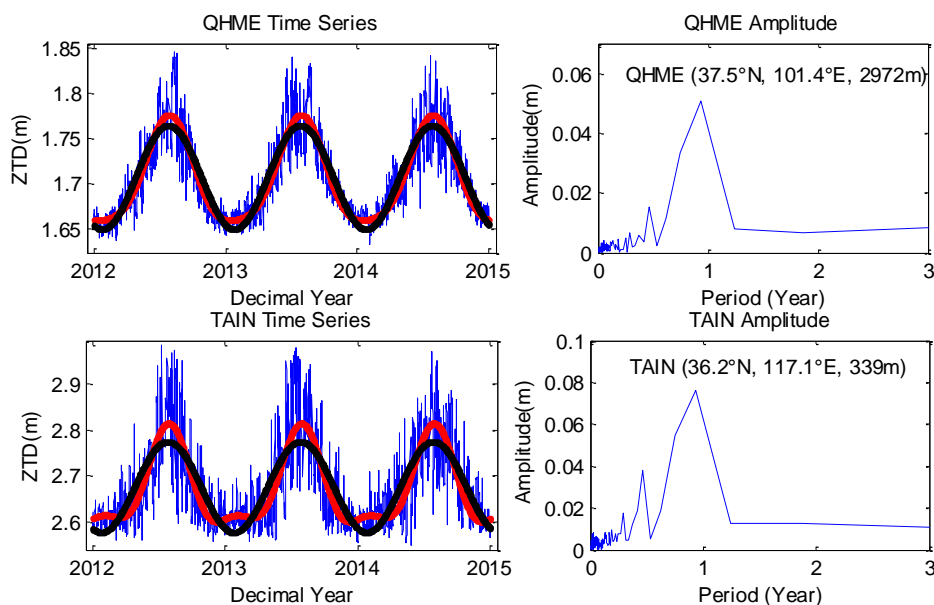 QHME Time Series
1.85
1.8
1.75
1.7
1.65
ZTD(m)
2012 2013 2014 2015
Decimal Year
QHME Amplitude
QHME (37.5°N, 101.4°E, 2972m)
0.06
0.04
0.02
0
Amplitude(m)
0 1 2 3
Period (Year)
TAIN Time Series
2.9
2.8
2.7
2.6
ZTD(m)
2012 2013 2014 2015
Decimal Year
TAIN Amplitude
TAIN (36.2°N, 117.1°E, 339m)
0.1
0.08
0.06
0.04
0.02
0
Amplitude(m)
0 1 2 3
Period (Year)